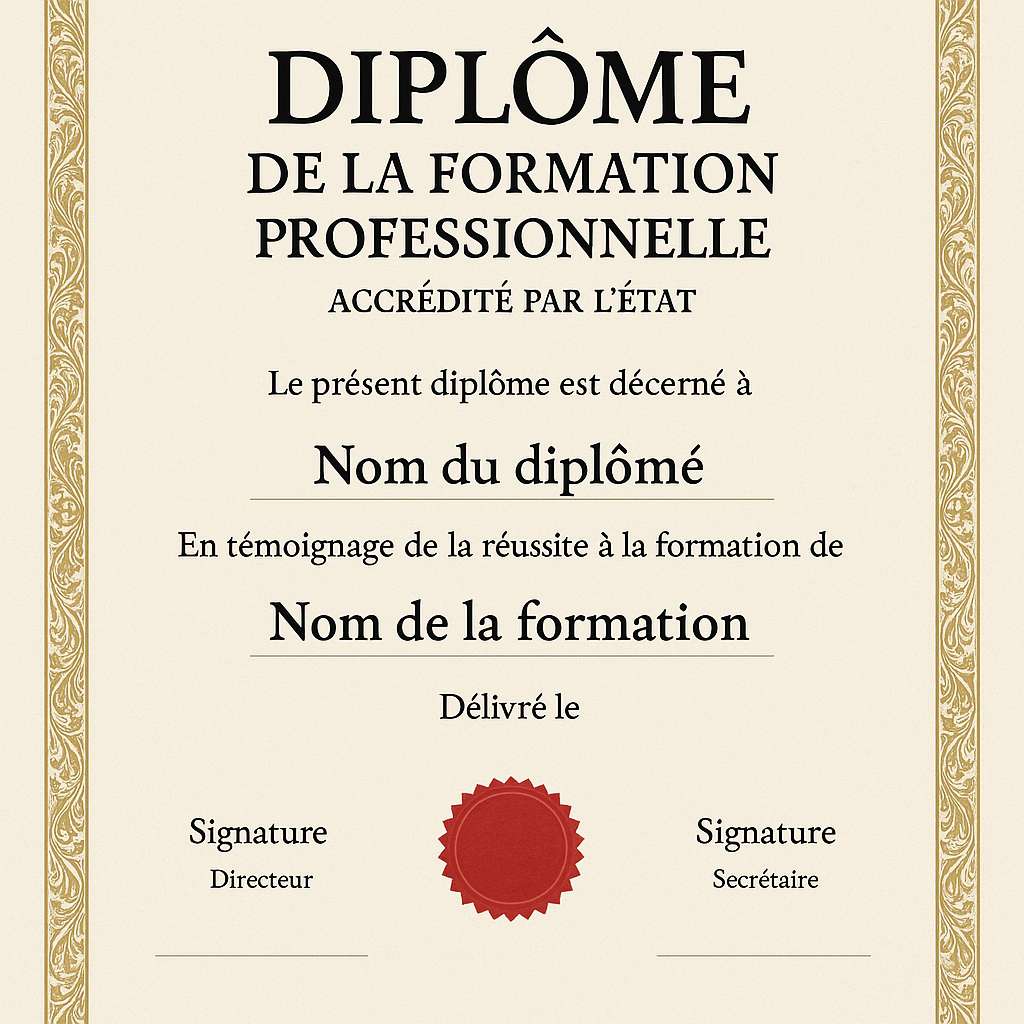 DIPLÔME
DE LA FORMATION
PROFESSIONNELLE
ACCRÉDITÉ PAR L’ÉTAT
Le présent diplôme est décerné à
Nom du diplômé
En témoignage de la réussite à la formation de
Nom de la formation
Délivré le
Signature Signature
Directeur Secrétaire